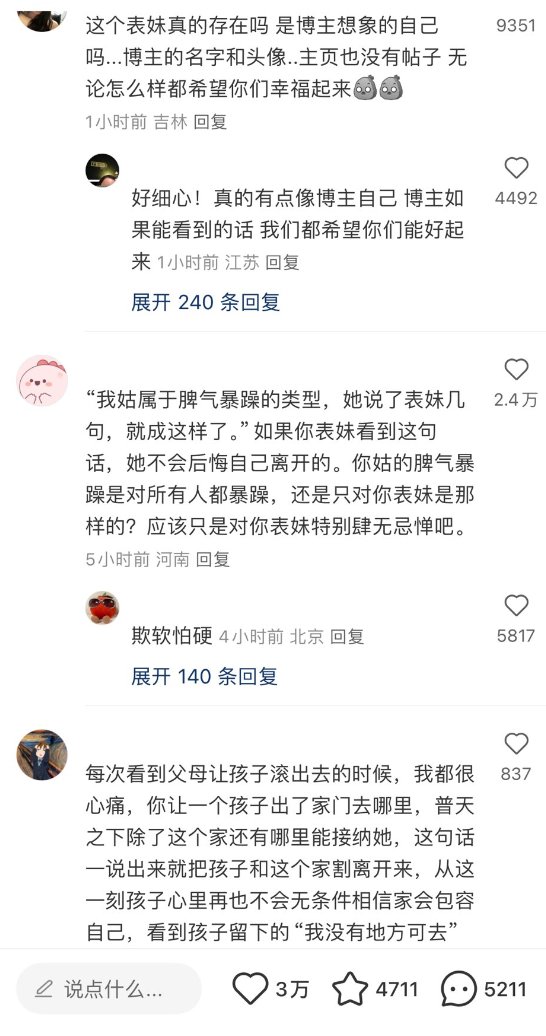 这个表妹真的存在吗 是博主想象的自己
9351
吗...博主的名字和头像..主页也没有帖子 无
论怎么样都希望你们幸福起来
1小时前 吉林 回复
好细心！真的有点像博主自己 博主如
4492
果能看到的话 我们都希望你们能好起
来 1小时前 江苏 回复
展开 240 条回复
“我姑属于脾气暴躁的类型，她说了表妹几
2.4万
句，就成这样了。”如果你表妹看到这句
话，她不会后悔自己离开的。你姑的脾气暴
躁是对所有人都暴躁，还是只对你表妹是那
样的？应该只是对你表妹特别肆无忌惮吧。
5小时前 河南 回复
欺软怕硬 4小时前 北京 回复
5817
展开 140 条回复
每次看到父母让孩子滚出去的时候，我都很
837
心痛，你让一个孩子出了家门去哪里，普天
之下除了这个家还有哪里能接纳她，这句话
一说出来就把孩子和这个家割离开来，从这
一刻孩子心里再也不会无条件相信家会包容
自己，看到孩子留下的“我没有地方可去”
说点什么...
3万
4711
5211